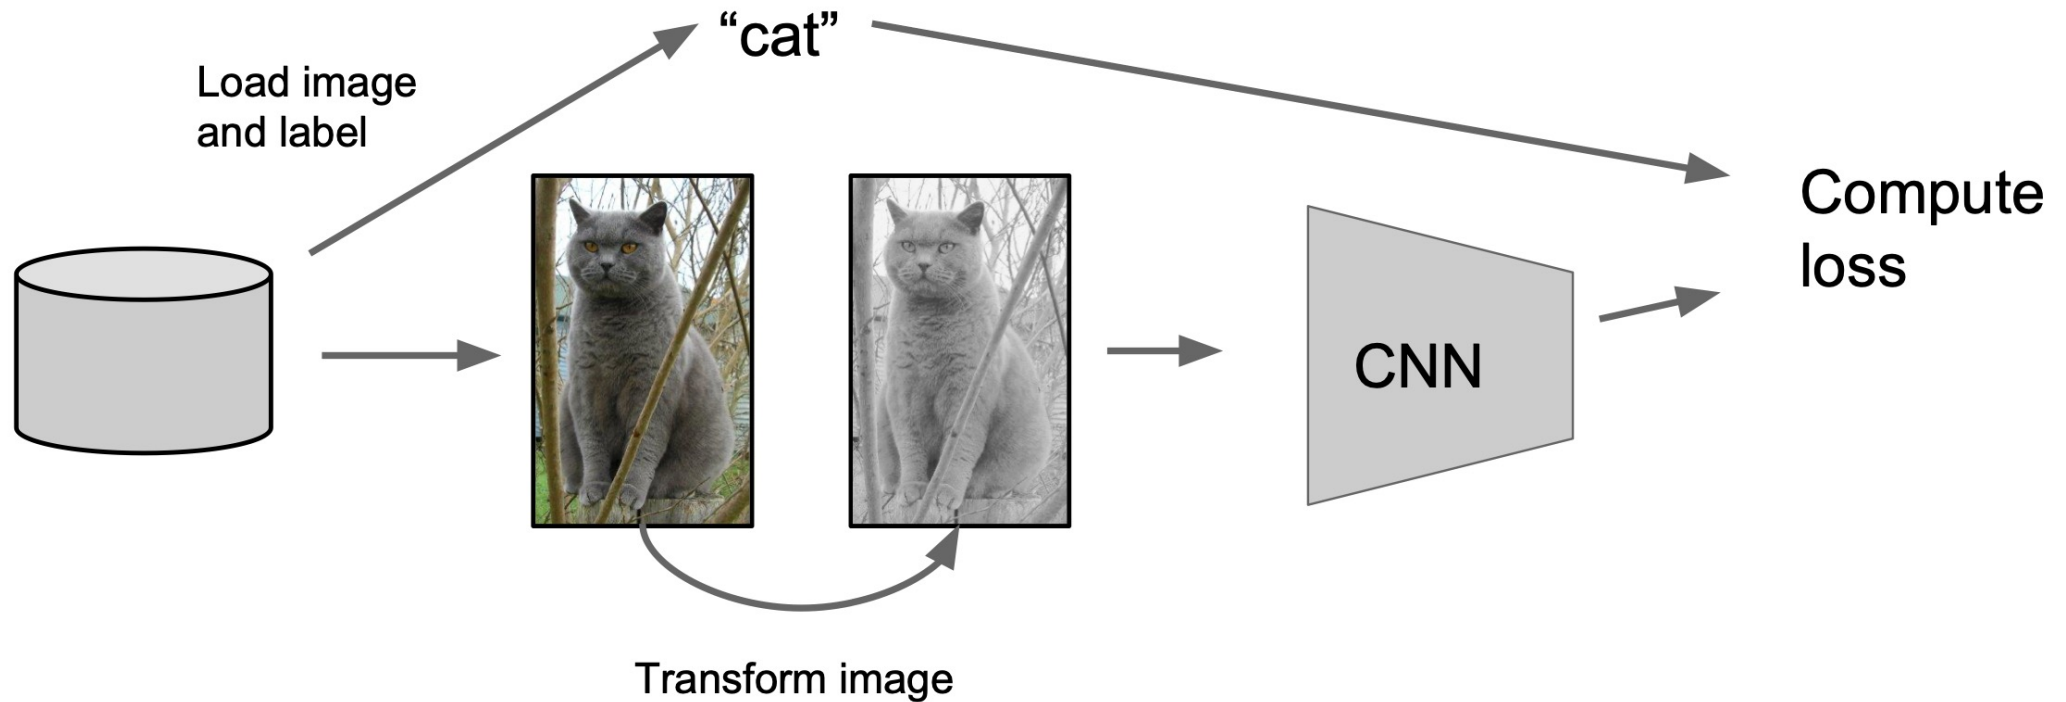 “cat”
Load image
and label
Compute
loss
CNN
Transform image